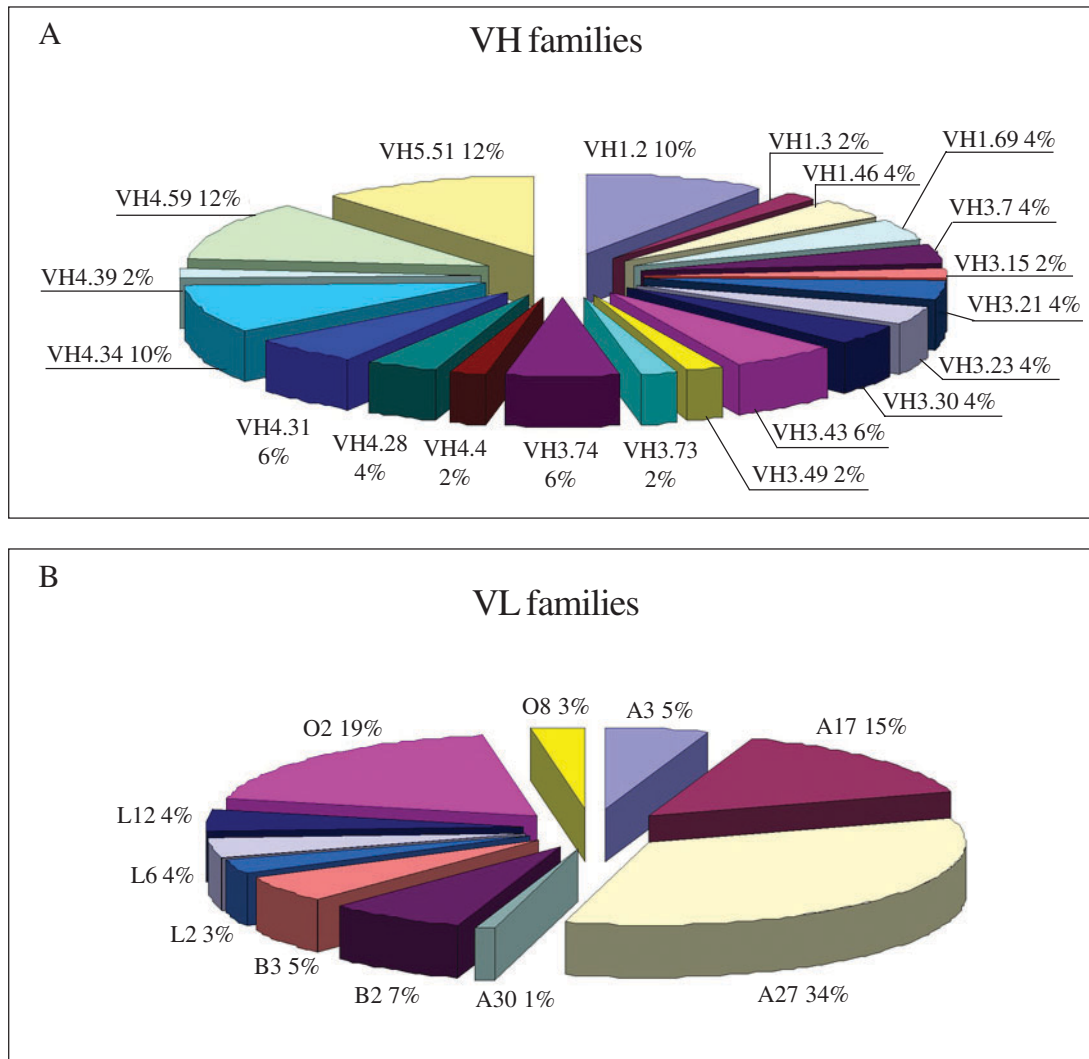 A
VH families
VH5.51 12%
VH1.2 10%
VH1.3 2%
VH1.69 4%
VH1.46 4%
VH4.59 12%
VH3.7 4%
VH3.15 2%
VH4.39 2%
VH3.21 4%
VH4.34 10%
VH3.23 4%
VH3.30 4%
VH4.31
6%
VH4.28
4%
VH4.4
2%
VH3.74
6%
VH3.73
2%
VH3.43 6%
VH3.49 2%
B
VL families
O8 3%
A3 5%
O2 19%
A17 15%
L12 4%
L6 4%
L2 3%
B3 5%
B2 7%
A30 1%
A27 34%